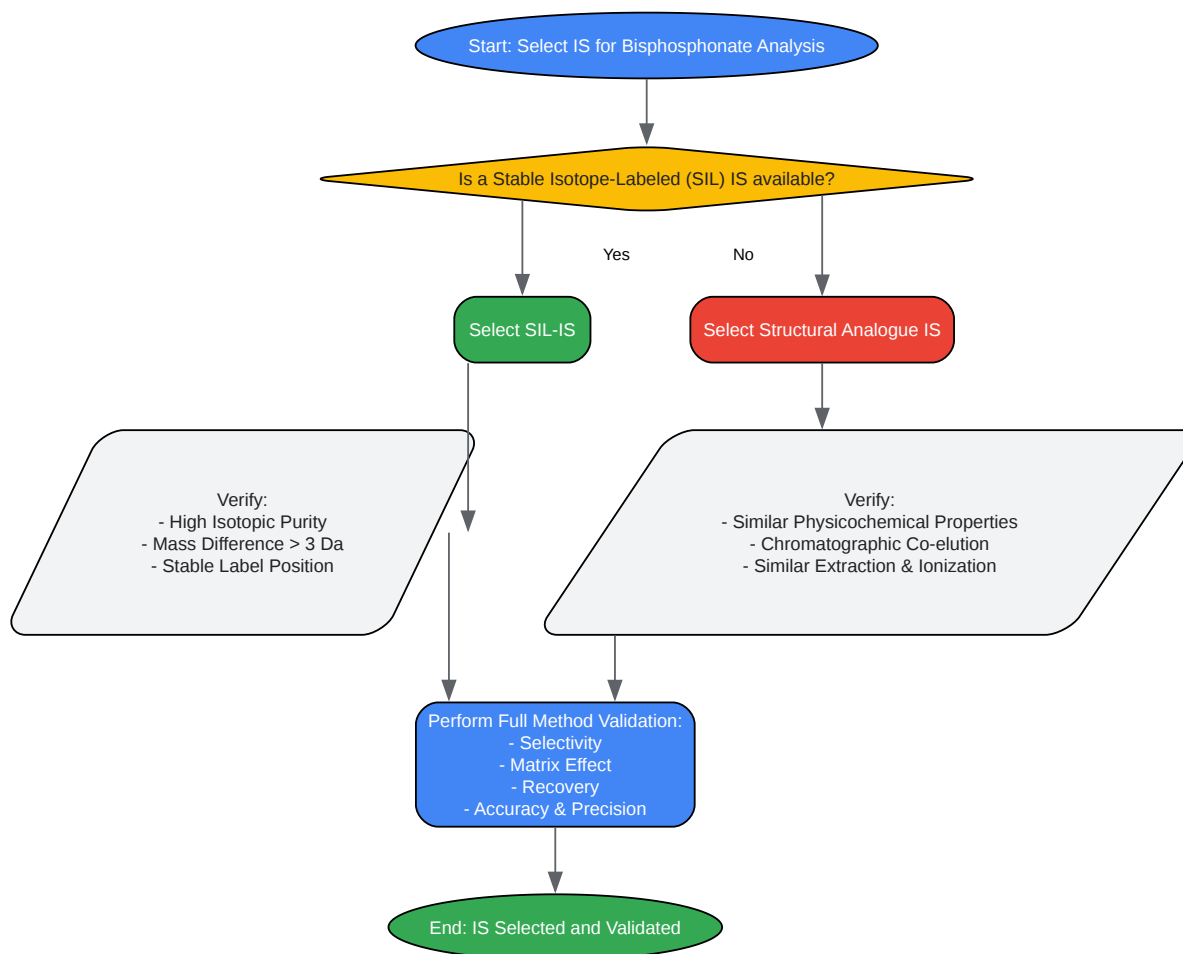 Start: Select IS for Bisphosphonate Analysis
Is a Stable Isotope-Labeled (SIL) IS available?
Yes
No
Select SIL-IS
Select Structural Analogue IS
Verify:
- High Isotopic Purity
- Mass Difference > 3 Da
- Stable Label Position
Verify:
- Similar Physicochemical Properties
- Chromatographic Co-elution
- Similar Extraction & Ionization
Perform Full Method Validation:
- Selectivity
- Matrix Effect
- Recovery
- Accuracy & Precision
End: IS Selected and Validated